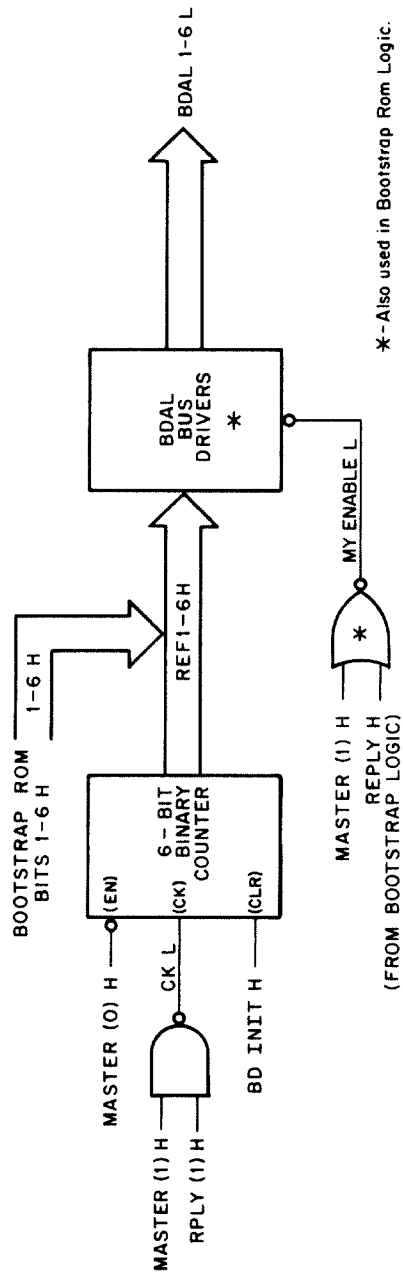 BOOTSTRAP ROM
BITS 1-6 H
1-6 H
MASTER (0) H
(EN)
MASTER (1) H
RPLY (1) H
CK L
(CK)
6 - BIT
BINARY
COUNTER
BD INIT H
(CLR)
REF1-6H
BDAL
BUS
DRIVERS
*
BDAL 1-6 L
MY ENABLE L
MASTER (1) H
REPLY H
(FROM BOOTSTRAP LOGIC)
*
*-Also used in Bootstrap Rom Logic.